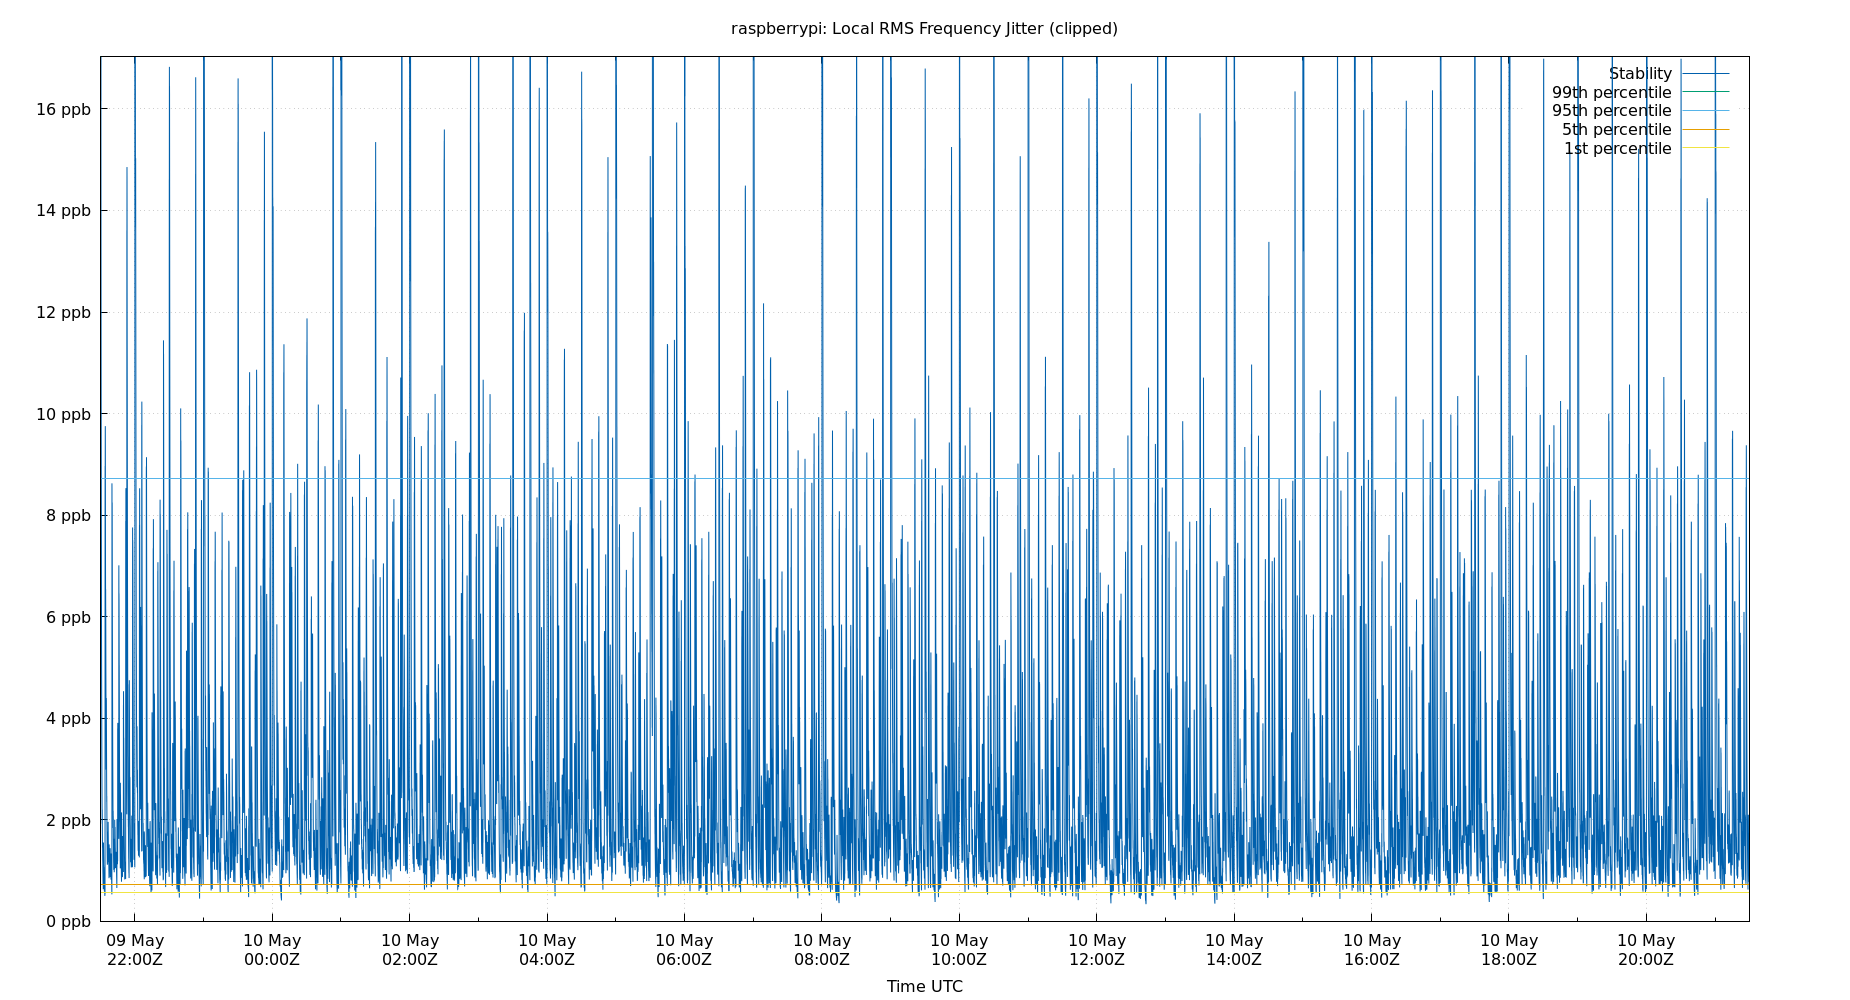 raspberrypi: Local RMS Frequency Jitter (clipped)
Stability
99th percentile
95th percentile
5th percentile
1st percentile
16 ppb
14 ppb
12 ppb
10 ppb
8 ppb
6 ppb
4 ppb
2 ppb
0 ppb
09 May 10 May 10 May 10 May 10 May 10 May 10 May 10 May 10 May 10 May 10 May 10 May
22:00Z 00:00Z 02:00Z 04:00Z 06:00Z 08:00Z 10:00Z 12:00Z 14:00Z 16:00Z 18:00Z 20:00Z
Time UTC